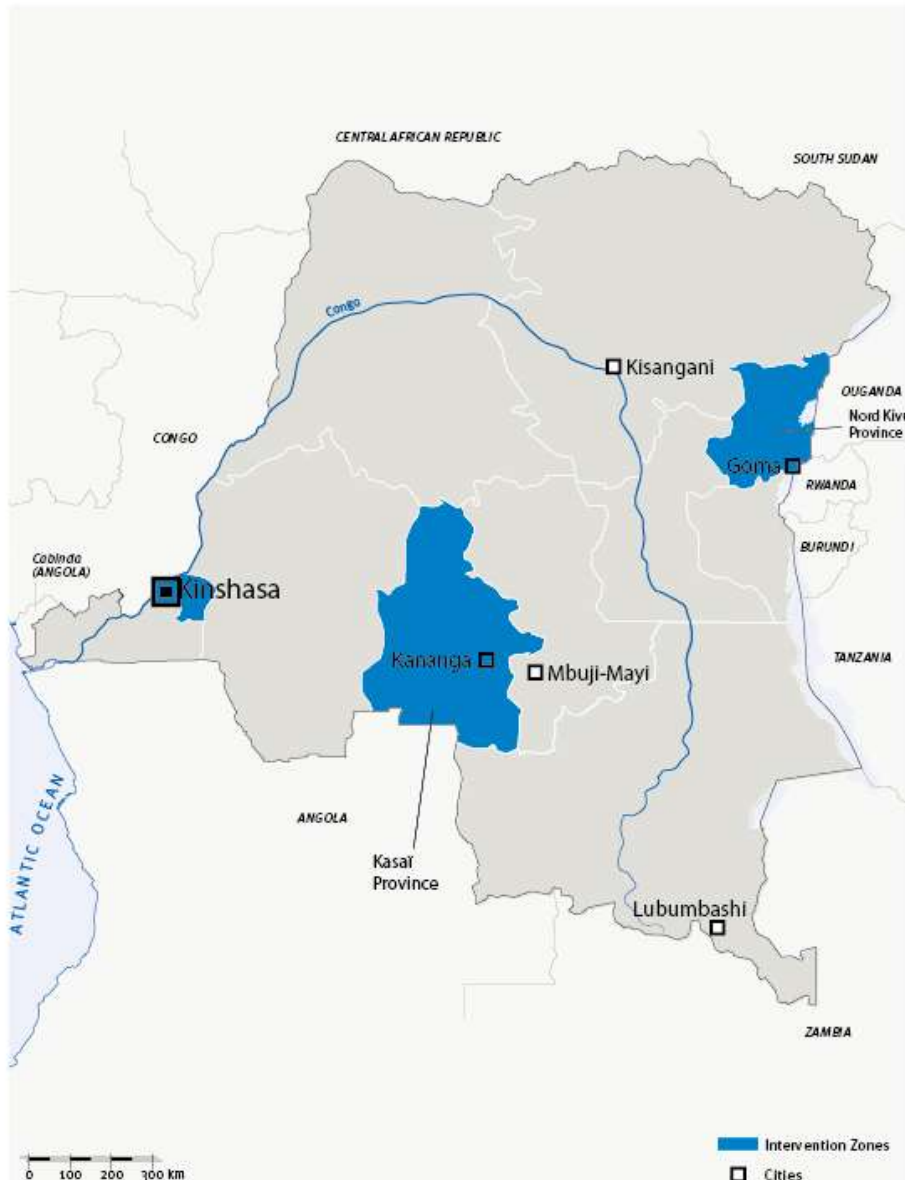 CENTRAL AFRICAN REPUBLIC
SOUTH SUDAN
Congo
Kisangani
OUGANDA
Nord Kivu
Province
CONGO
Goma
RWANDA
BURUNDI
Cabinda
(ANGOLA)
Kinshasa
TANZANIA
Kananga
Mbuji-Mayi
ANGOLA
ATLANTIC OCEAN
Kasaï
Province
Lubumbashi
ZAMBIA
Intervention Zones
0 100 200 300 km
Cities